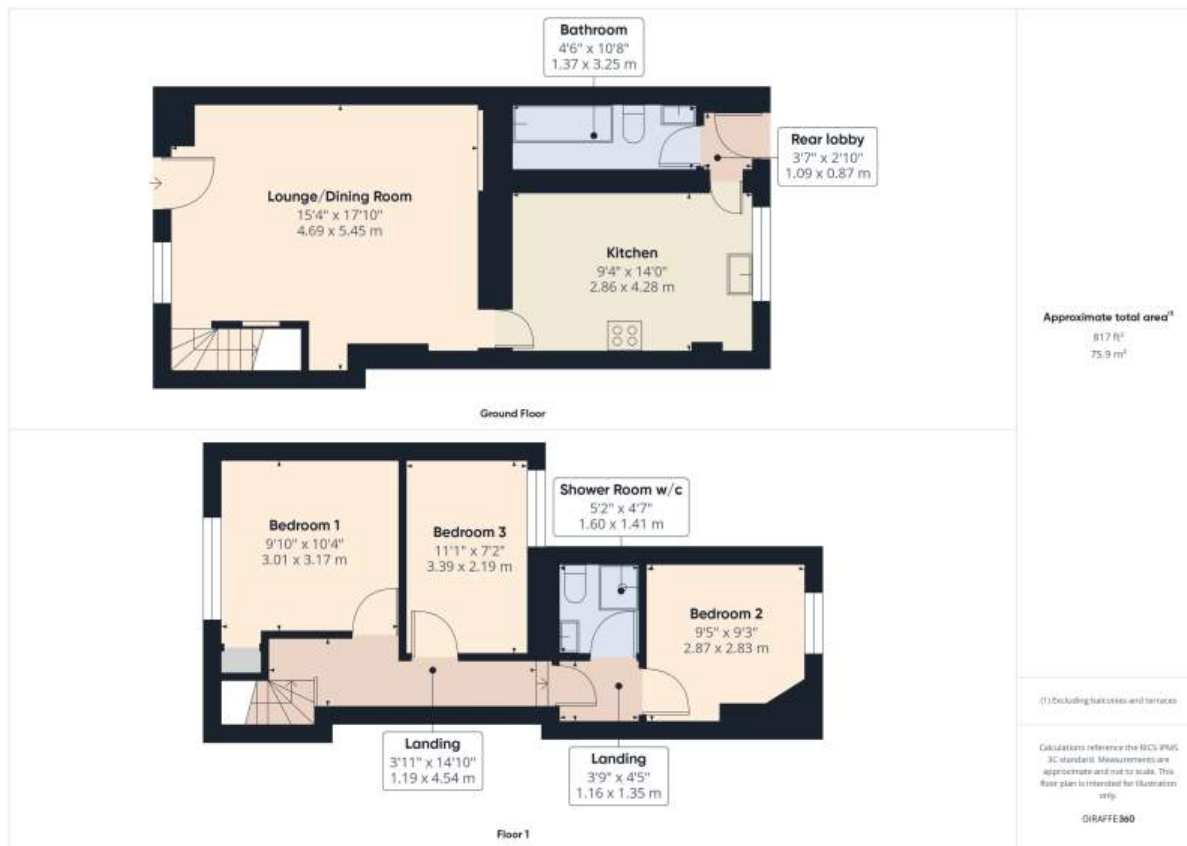 Bathroom
4'6" x 10'8"
1.37 x 3.25 m
Rear lobby
3'7" x 2'10"
1.09 x 0.87 m
Lounge/Dining Room
15'4" x 17'10"
4.69 x 5.45 m
Kitchen
9'4" x 14'0"
2.86 x 4.28 m
Ground Floor
Approximate total area⁽¹⁾
817 ft²
75.9 m²
Bedroom 1
9'10" x 10'4"
3.01 x 3.17 m
Bedroom 3
11'1" x 7'2"
3.39 x 2.19 m
Shower Room w/c
5'2" x 4'7"
1.60 x 1.41 m
Bedroom 2
9'5" x 9'3"
2.87 x 2.83 m
Landing
3'11" x 14'10"
1.19 x 4.54 m
Landing
3'9" x 4'5"
1.16 x 1.35 m
Floor 1
(1) Excluding balconies and terraces
Calculations reference the RICS IPMS
3C standard. Measurements are
approximate and not to scale. This
floor plan is intended for illustration
only.
GIRAFFE360